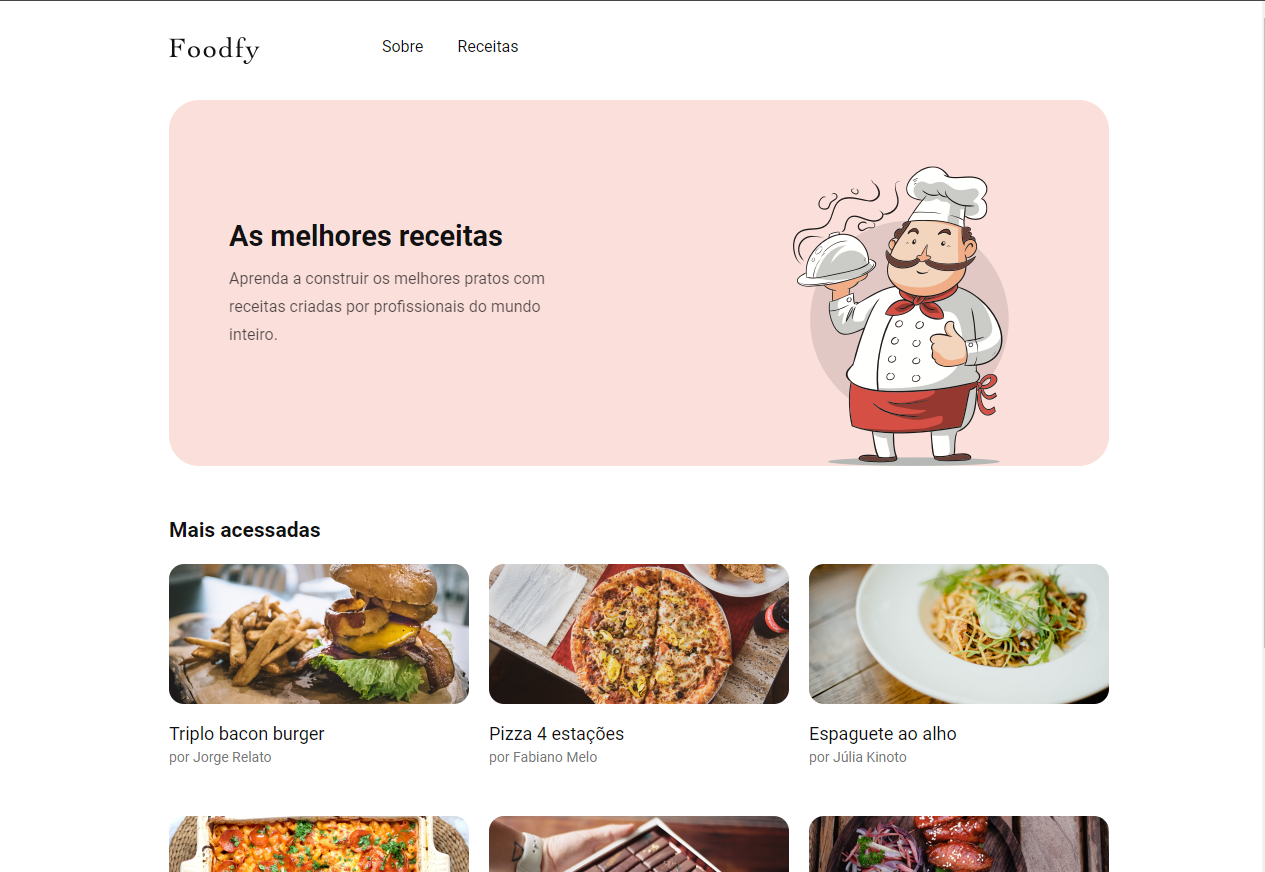 Foodfy
Sobre
Receitas
As melhores receitas
Aprenda a construir os melhores pratos com
receitas criadas por profissionais do mundo
inteiro.
Mais acessadas
Triplo bacon burger
por Jorge Relato
Pizza 4 estações
por Fabiano Melo
Espaguete ao alho
por Júlia Kinoto